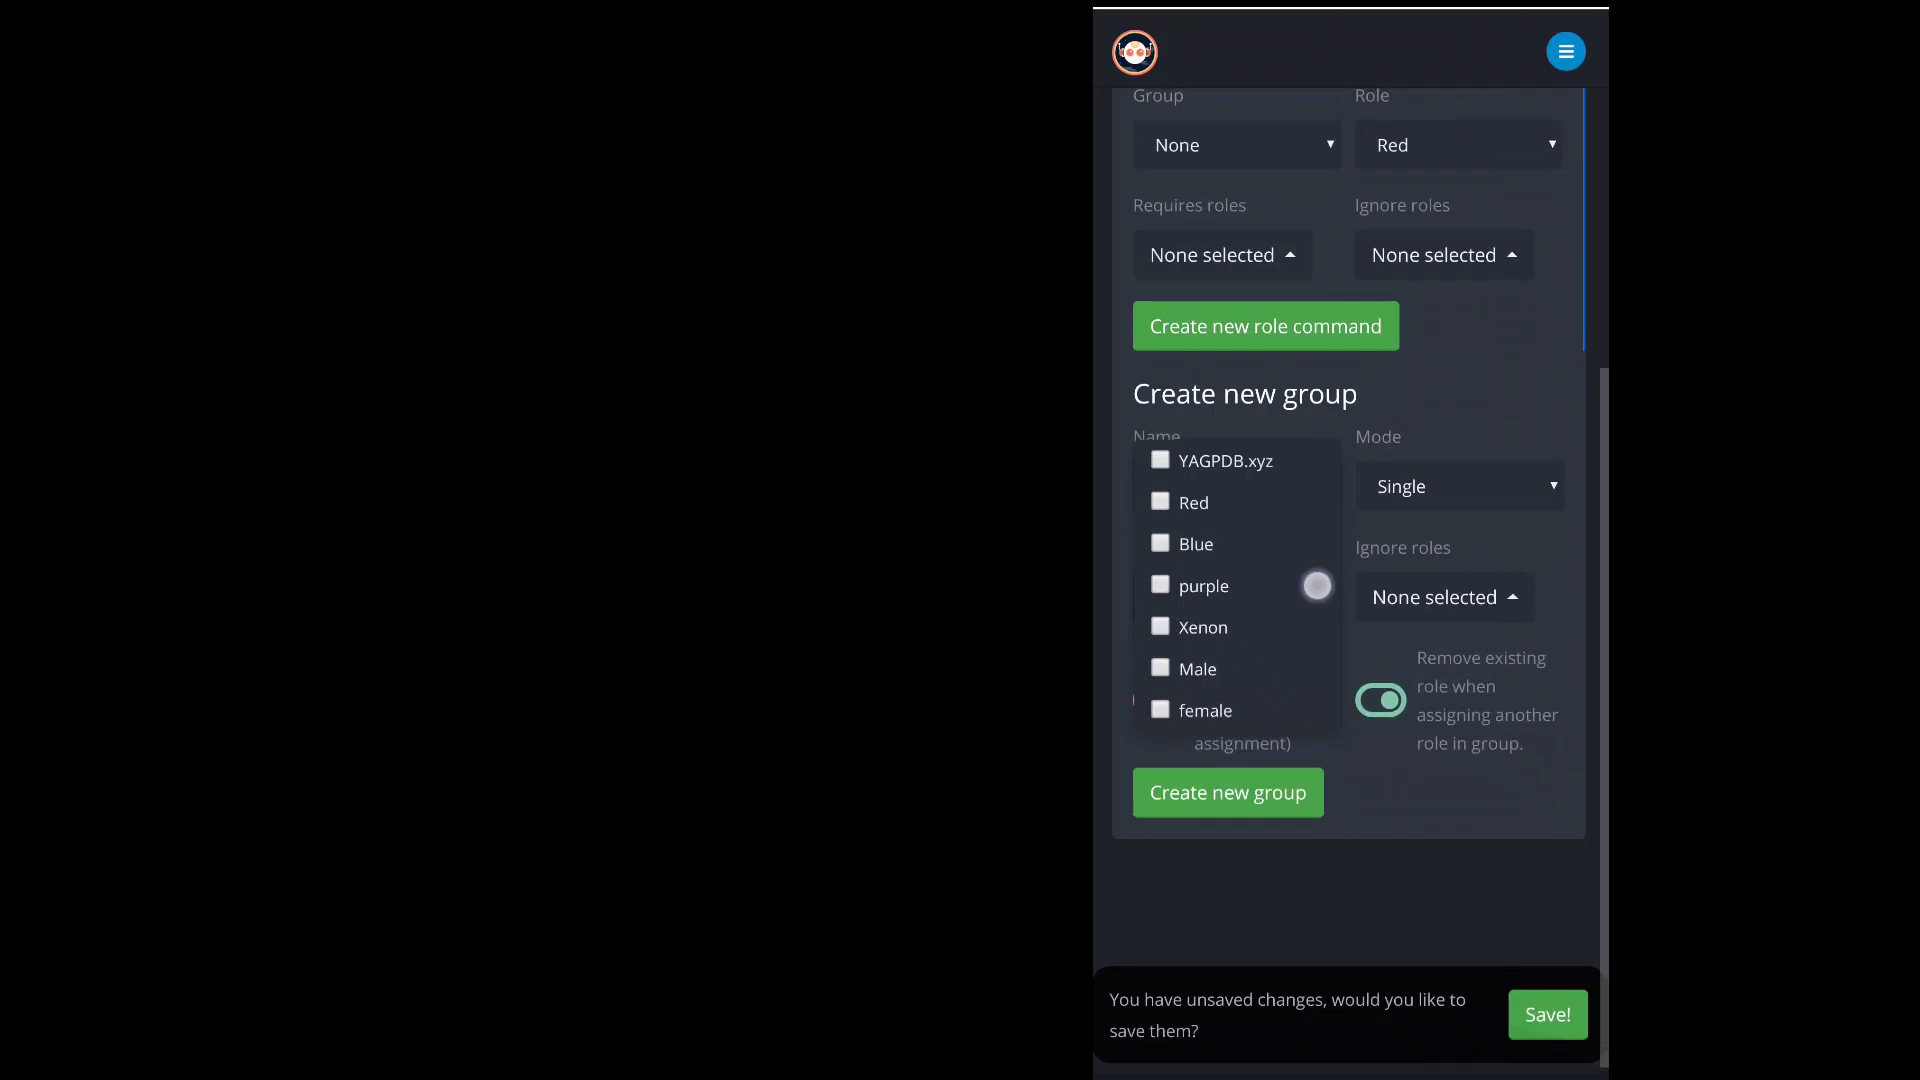 Group
Role
None
Red
Requires roles
Ignore roles
None selected
None selected
Create new role command
Create new group
Name
Mode
YAGPDB.xyz
Single
Red
Blue
Ignore roles
purple
None selected
Xenon
Male
female
Remove existing
role when
assigning another
role in group.
assignment)
Create new group
You have unsaved changes, would you like to
save them?
Save!